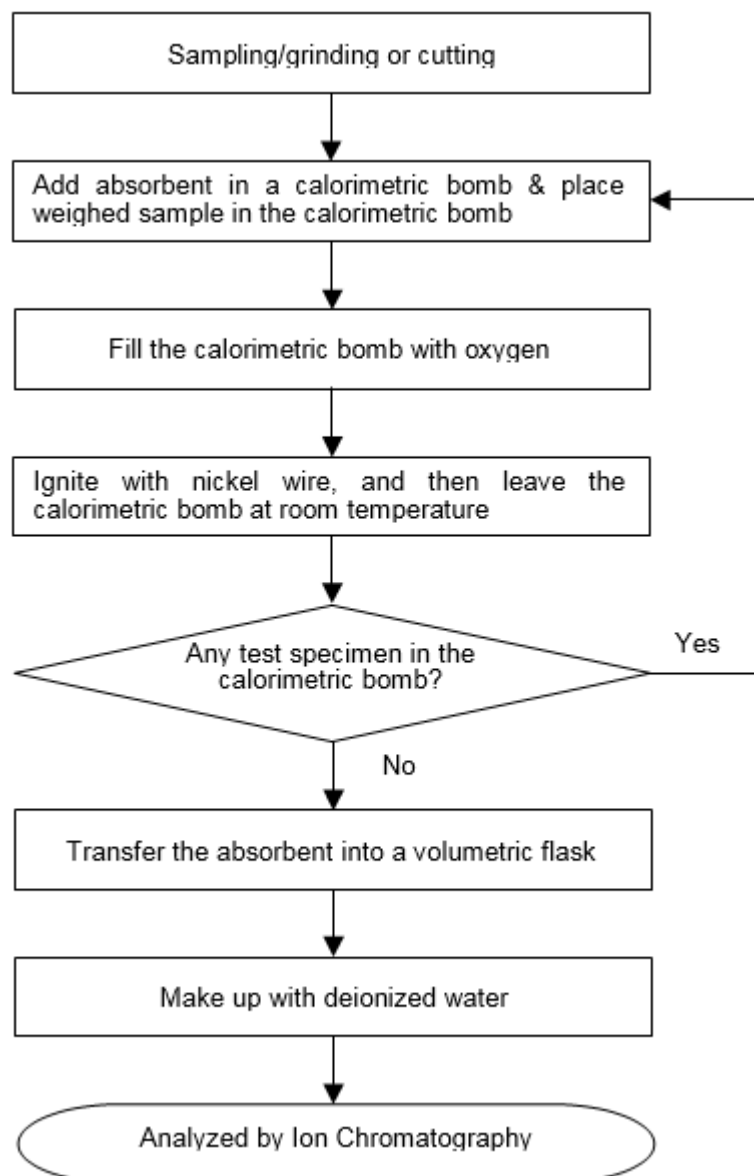 Sampling/grinding or cutting
Add absorbent in a calorimetric bomb & place
weighed sample in the calorimetric bomb
Fill the calorimetric bomb with oxygen
Ignite with nickel wire, and then leave the
calorimetric bomb at room temperature
Any test specimen in the
calorimetric bomb?
Yes
No
Transfer the absorbent into a volumetric flask
Make up with deionized water
Analyzed by Ion Chromatography